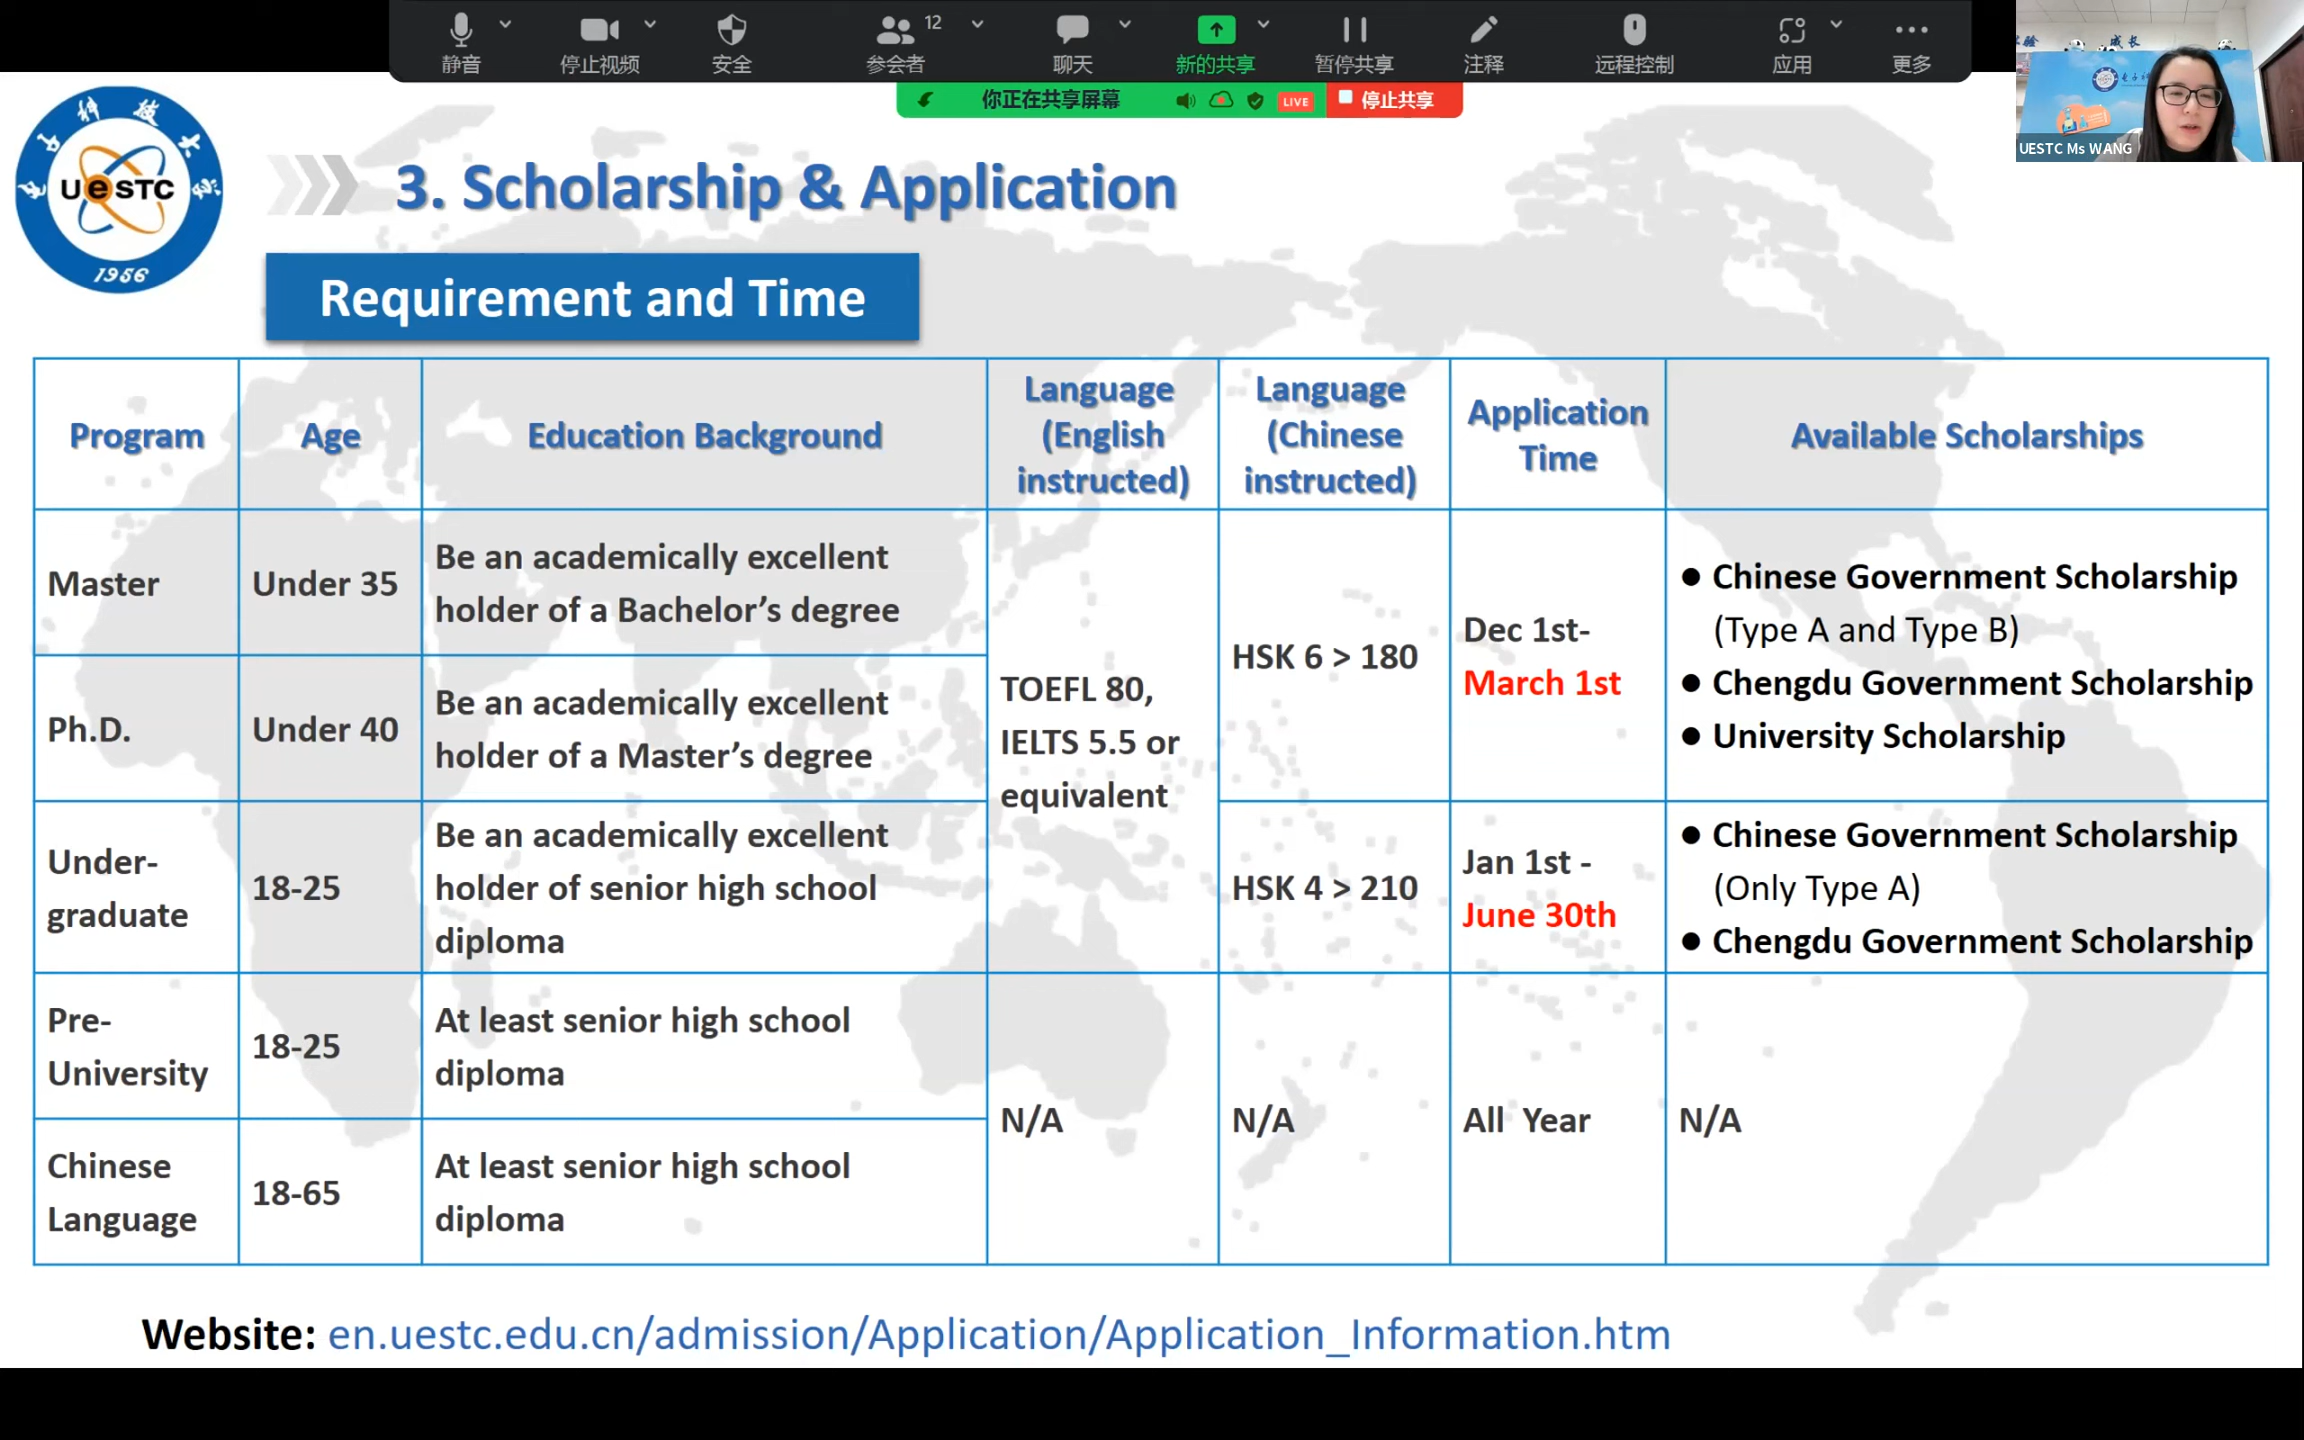 静音
停止视频
安全
参会者
12
聊天
新的共享
暂停共享
注释
远程控制
应用
更多
你正在共享屏幕
LIVE
停止共享
UESTC Ms WANG
成长
UESTC
1956
3. Scholarship & Application
Requirement and Time
Program
Age
Education Background
Language
(English
instructed)
Language
(Chinese
instructed)
Application
Time
Available Scholarships
Master
Under 35
Be an academically excellent
holder of a Bachelor’s degree
Ph.D.
Under 40
Be an academically excellent
holder of a Master’s degree
TOEFL 80,
IELTS 5.5 or
equivalent
HSK 6 > 180
Dec 1st-
March 1st
● Chinese Government Scholarship
(Type A and Type B)
● Chengdu Government Scholarship
● University Scholarship
Under-
graduate
18-25
Be an academically excellent
holder of senior high school
diploma
HSK 4 > 210
Jan 1st -
June 30th
● Chinese Government Scholarship
(Only Type A)
● Chengdu Government Scholarship
Pre-
University
18-25
At least senior high school
diploma
Chinese
Language
18-65
At least senior high school
diploma
N/A
N/A
All Year
N/A
Website: en.uestc.edu.cn/admission/Application/Application_Information.htm